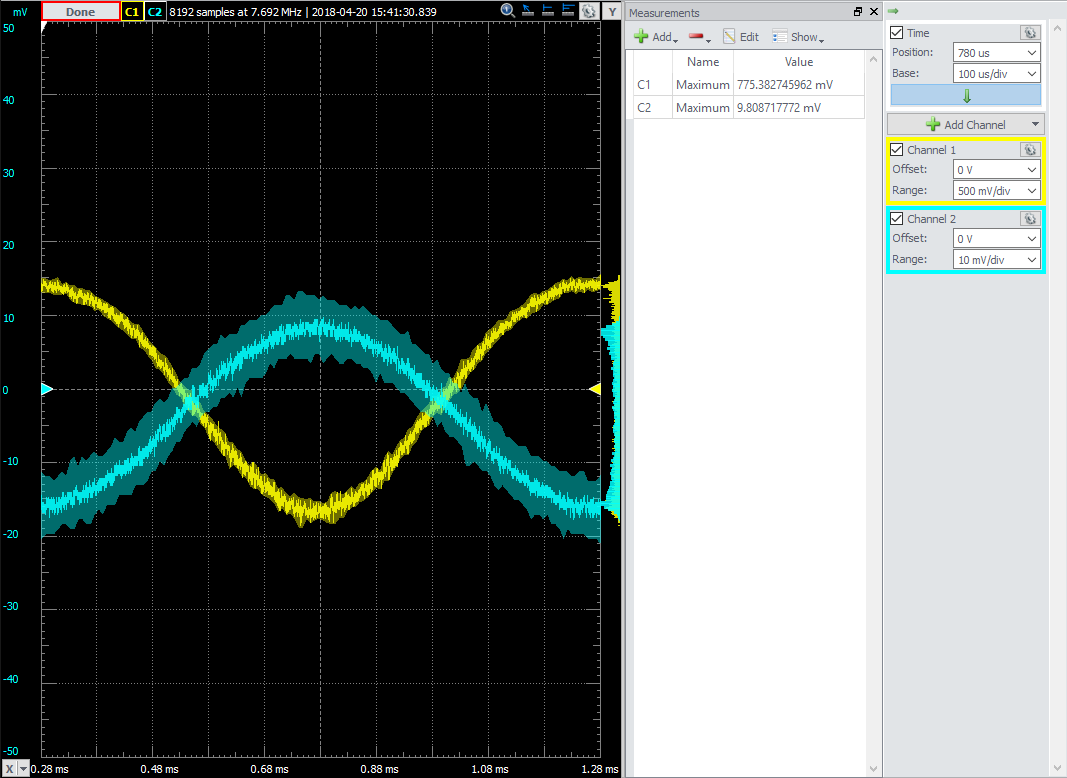 mV Done C1 C2 8192 samples at 7.692 MHz | 2018-04-20 15:41:30.839 Y
50
40
30
20
10
0
-10
-20
-30
-40
-50
X 0.28 ms 0.48 ms 0.68 ms 0.88 ms 1.08 ms 1.28 ms
Measurements
Add Edit Show
Name Value
C1 Maximum 775.382745962 mV
C2 Maximum 9.808717772 mV
Time
Position: 780 us
Base: 100 us/div
Add Channel
Channel 1
Offset: 0 V
Range: 500 mV/div
Channel 2
Offset: 0 V
Range: 10 mV/div